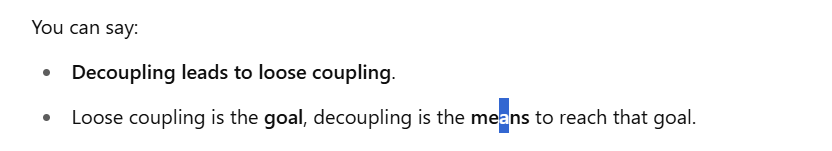 You can say:
Decoupling leads to loose coupling.
Loose coupling is the goal, decoupling is the means to reach that goal.